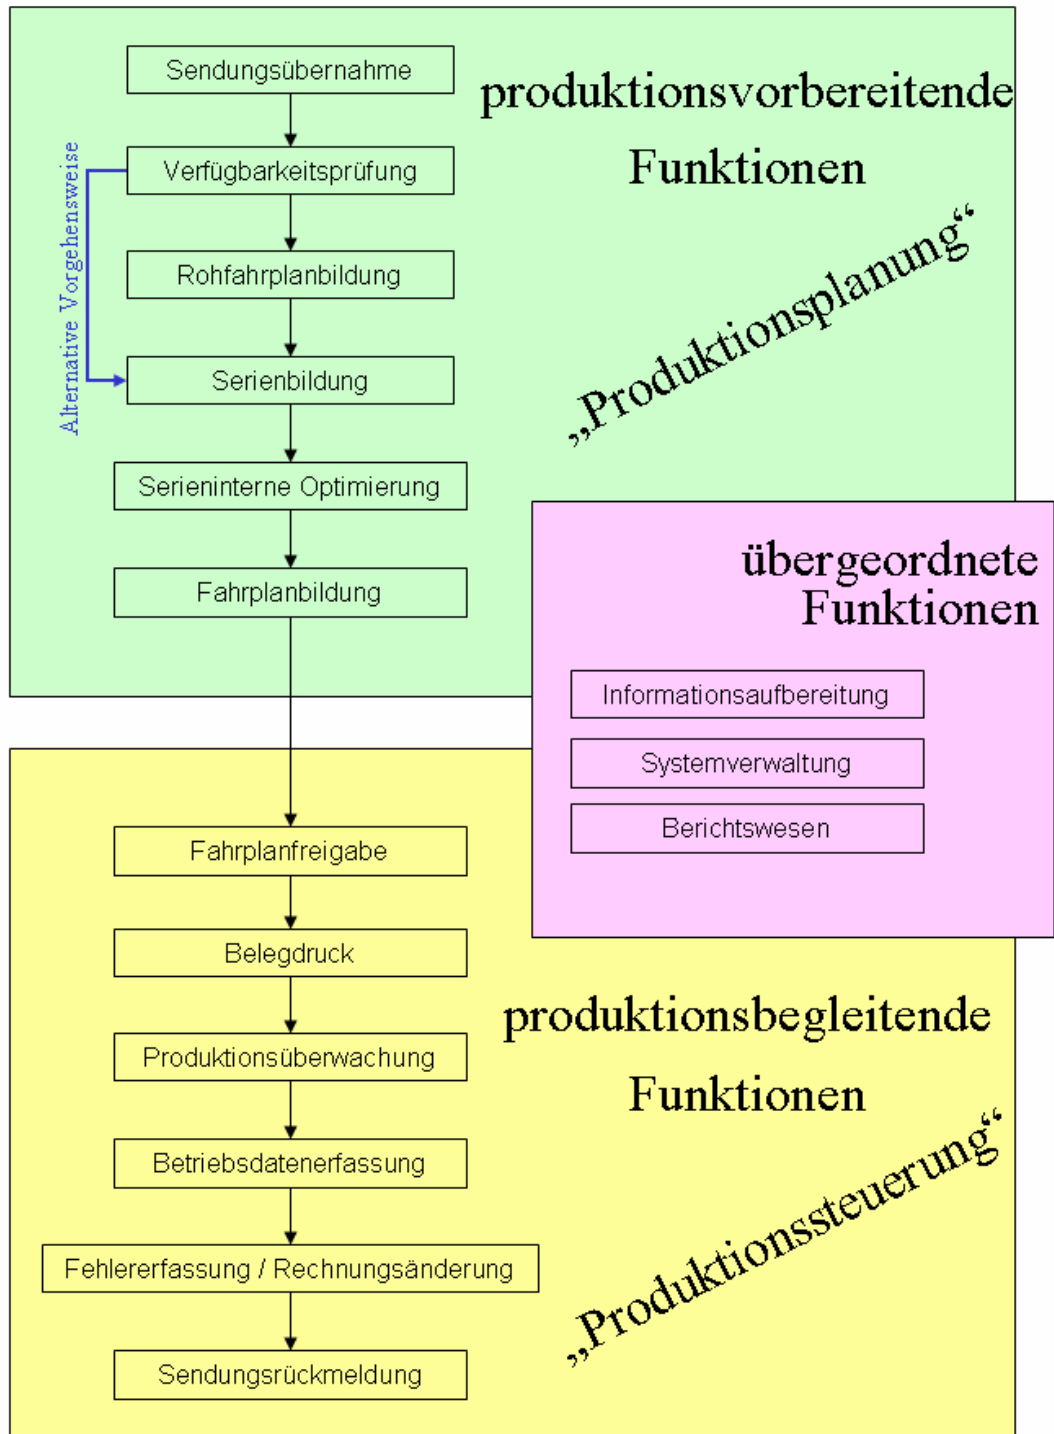 Sendungsübernahme
produktionsvorbereitende
Funktionen
Verfügbarkeitsprüfung
Alternative Vorgehensweise
Rohfahrplanbildung
„Produktionsplanung“
Serienbildung
Serieninterne Optimierung
Fahrplanbildung
übergeordnete
Funktionen
Informationsaufbereitung
Systemverwaltung
Berichtswesen
Fahrplanfreigabe
Belegdruck
produktionsbegleitende
Funktionen
Produktionsüberwachung
Betriebsdatenerfassung
„Produktionssteuerung“
Fehlererfassung / Rechnungsänderung
Sendungsrückmeldung